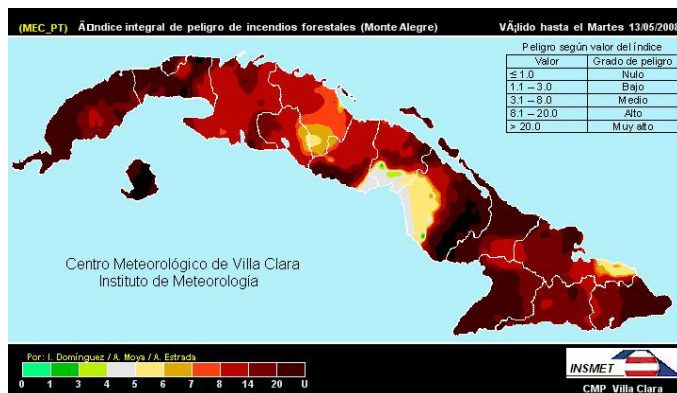 (MEC_PT) Ã¤ndice integral de peligro de incendios forestales (Monte Alegre) VÃ¡lido hasta el Martes 13/05/2008
Peligro según valor del índice
Valor Grado de peligro
≤ 1.0 Nulo
1.1 – 3.0 Bajo
3.1 – 8.0 Medio
8.1 – 20.0 Alto
> 20.0 Muy alto
Centro Meteorológico de Villa Clara
Instituto de Meteorología
Por: I. Domínguez / A. Moya / A. Estrada
0 1 3 4 5 6 7 8 14 20 U
INSMET
CMP Villa Clara